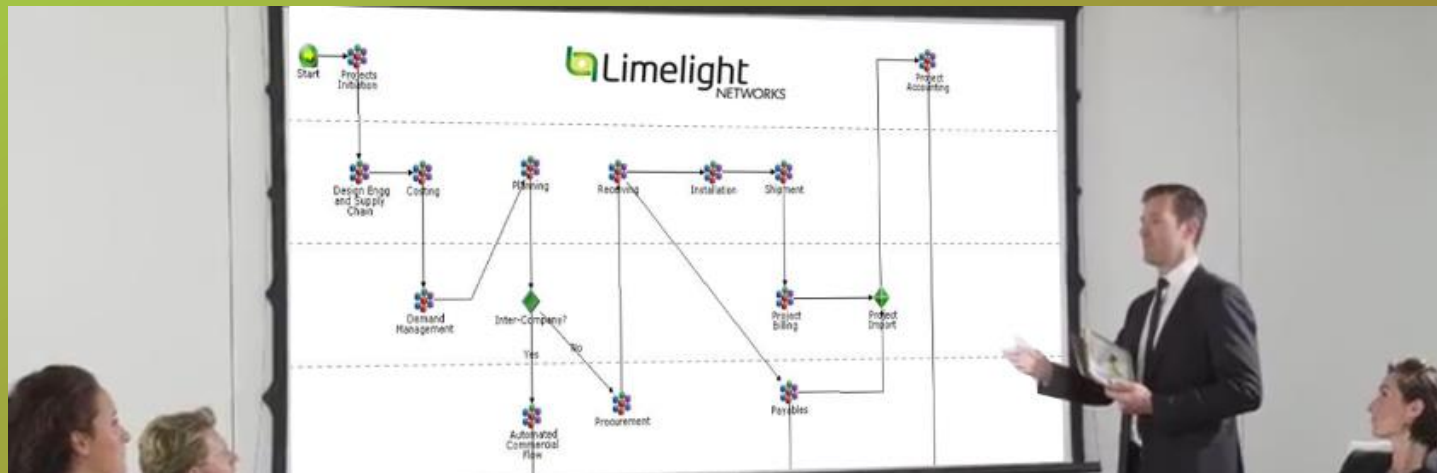 Limelight
NETWORKS
Start
Projects
Initiation
Project
Accounting
Design Engg
and Supply
Chain
Costing
Planning
Receiving
Installation
Shipment
Demand
Management
Inter-Company?
Project
Billing
Project
Import
Yes
No
Automated
Commercial
Flow
Procurement
Payables